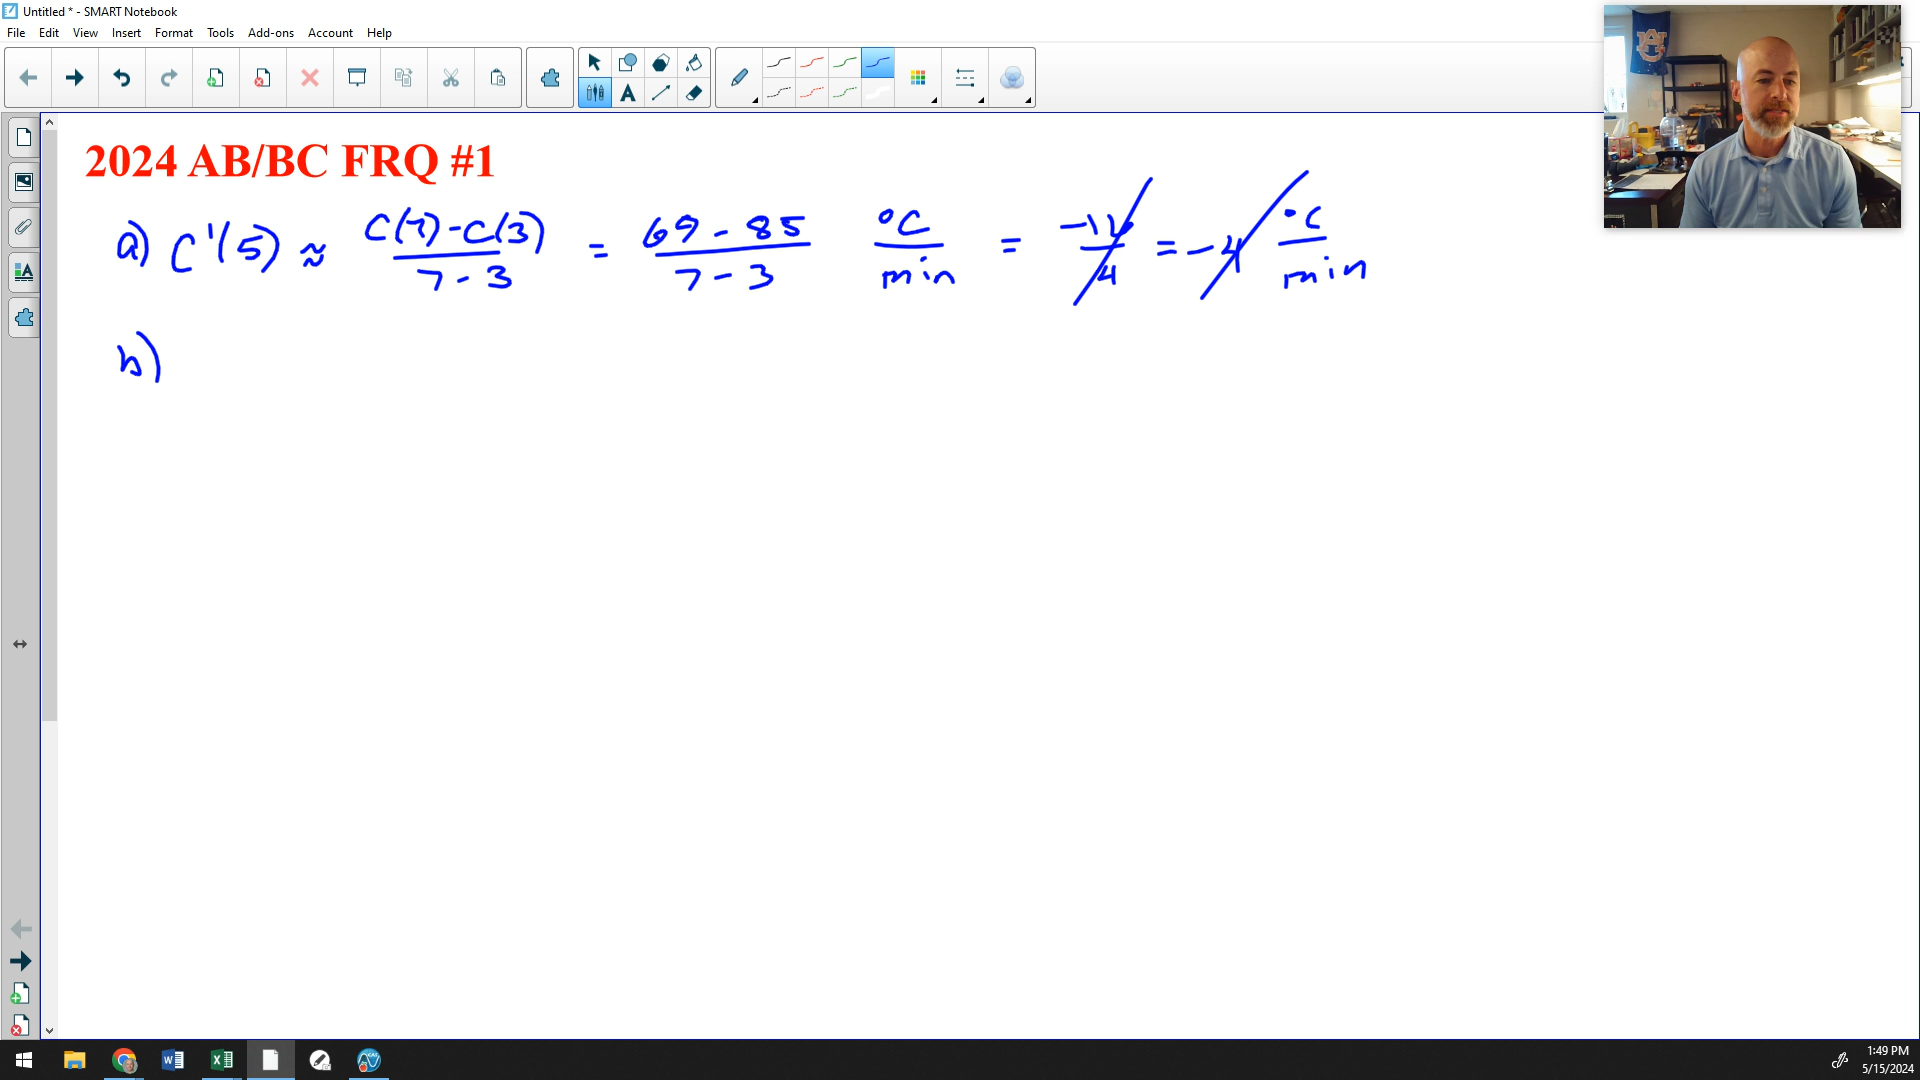 Untitled * - SMART Notebook
File Edit View Insert Format Tools Add-ons Account Help
2024 AB/BC FRQ #1
a) C'(5) ≈ C(7)-C(3) / 7-3 = 69-85 / 7-3 °C/min = -16/4 = -4 °C/min
b)
1:49 PM
5/15/2024